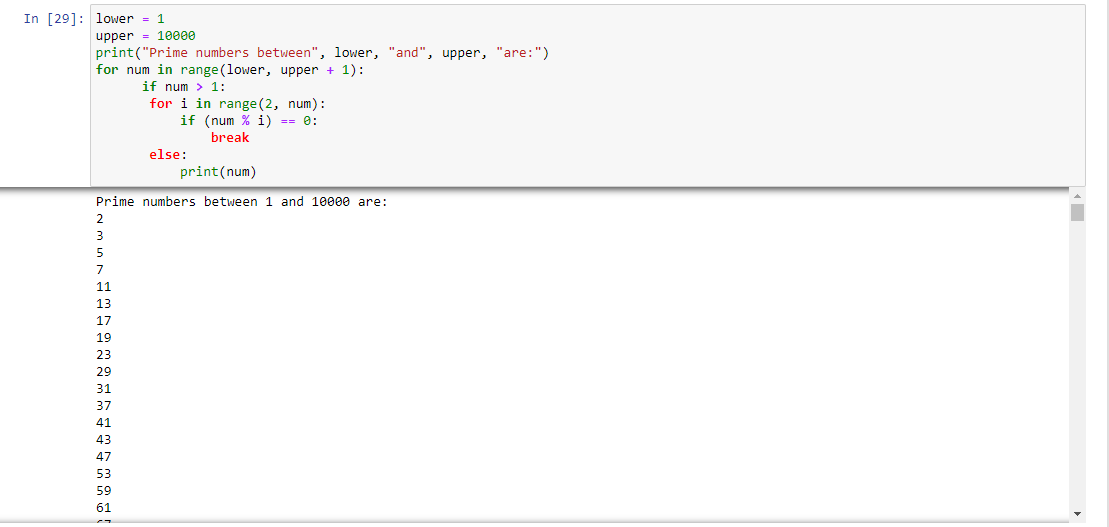 In [29]: lower = 1
upper = 10000
print("Prime numbers between", lower, "and", upper, "are:")
for num in range(lower, upper + 1):
if num > 1:
for i in range(2, num):
if (num % i) == 0:
break
else:
print(num)
Prime numbers between 1 and 10000 are:
2
3
5
7
11
13
17
19
23
29
31
37
41
43
47
53
59
61